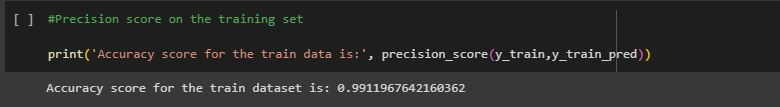 [ ] #Precision score on the training set
print('Accuracy score for the train data is:', precision_score(y_train,y_train_pred))
Accuracy score for the train dataset is: 0.9911967642160362